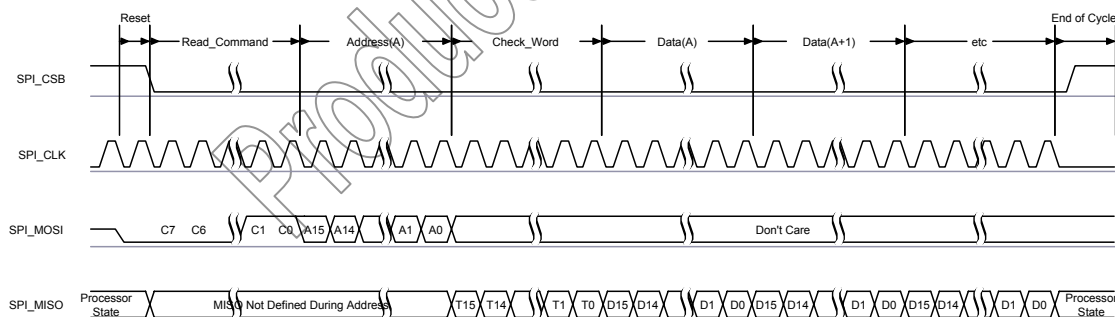 Reset
End of Cycle
Read_Command
Address(A)
Check_Word
Data(A)
Data(A+1)
etc
SPI_CSB
SPI_CLK
SPI_MOSI
C7 C6 C1 C0 A15 A14 A1 A0 Don't Care
SPI_MISO
Processor
State
MISO Not Defined During Address
T15 T14 T1 T0 D15 D14 D1 D0 D15 D14 D1 D0 D15 D14 D1 D0
Processor
State